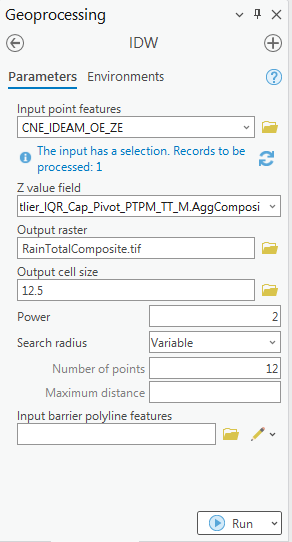 Geoprocessing
IDW
Parameters Environments
Input point features
CNE_IDEAM_OE_ZE
The input has a selection. Records to be
processed: 1
Z value field
tlier_IQR_Cap_Pivot_PTPM_TT_M.AggComposi
Output raster
RainTotalComposite.tif
Output cell size
12.5
Power 2
Search radius Variable
Number of points 12
Maximum distance
Input barrier polyline features
Run